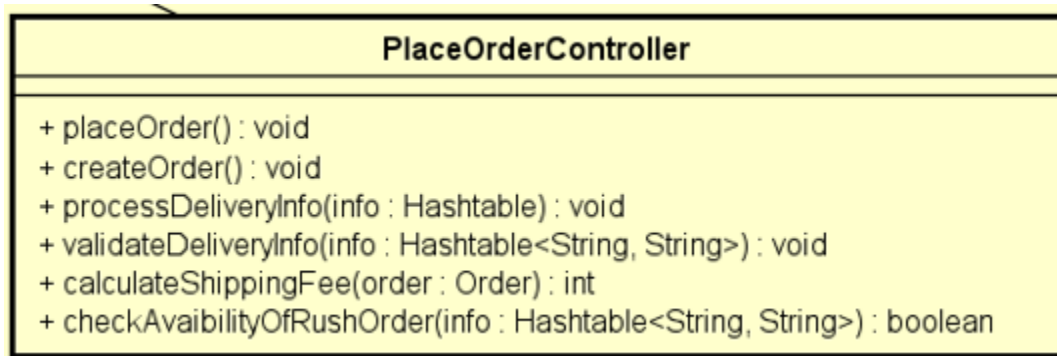 PlaceOrderController
+ placeOrder() : void
+ createOrder() : void
+ processDeliveryInfo(info : Hashtable) : void
+ validateDeliveryInfo(info : Hashtable<String, String>) : void
+ calculateShippingFee(order : Order) : int
+ checkAvaibilityOfRushOrder(info : Hashtable<String, String>) : boolean